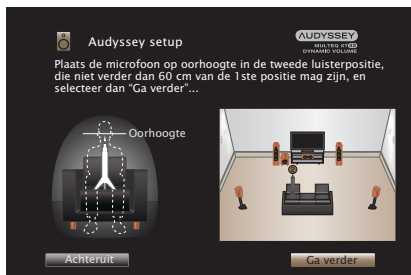 Audyssey setup
AUDYSSEY
MULTEQ XT32
DYNAMIC VOLUME
Plaats de microfoon op oorhoogte in de tweede luisterpositie,
die niet verder dan 60 cm van de 1ste positie mag zijn, en
selecteer dan “Ga verder”...
Oorhoogte
Achteruit
Ga verder